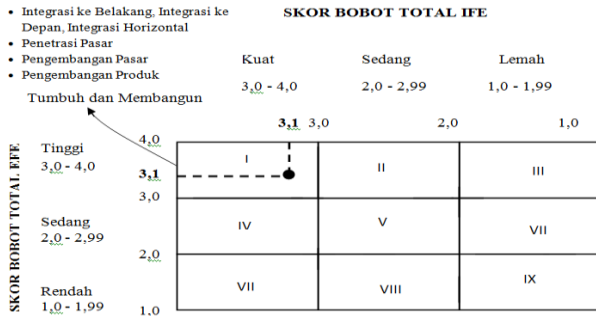 • Integrasi ke Belakang, Integrasi ke
Depan, Integrasi Horizontal
• Penetrasi Pasar
• Pengembangan Pasar
• Pengembangan Produk
Tumbuh dan Membangun
SKOR BOBOT TOTAL IFE
Kuat Sedang Lemah
3,0 - 4,0 2,0 - 2,99 1,0 - 1,99
3,1 3,0 2,0 1,0
SKOR BOBOT TOTAL EFE
4,0
Tinggi
3,0 - 4,0
3,1
3,0
I II III
Sedang
2,0 - 2,99
2,0
IV V VII
Rendah
1,0 - 1,99
1,0
VII VIII IX